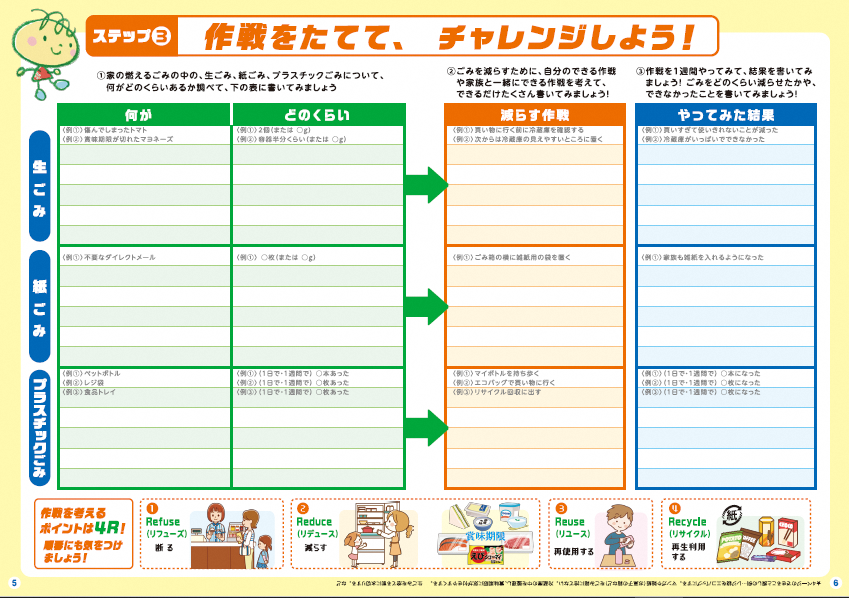 ステップ③
作戦をたてて、 チャレンジしよう！
①家の燃えるごみの中の、生ごみ、紙ごみ、プラスチックごみについて、
何がどのくらいあるか調べて、下の表に書いてみましょう
②ごみを減らすために、自分のできる作戦
や家族と一緒にできる作戦を考えて、
できるだけたくさん書いてみましょう！
③作戦を1週間やってみて、結果を書いてみ
ましょう！ ごみをどのくらい減らせたかや、
できなかったことを書いてみましょう！
何が
どのくらい
減らす作戦
やってみた結果
生ごみ
（例①）傷んでしまったトマト
（例②）賞味期限が切れたマヨネーズ
（例①）2個（または ○g）
（例②）容器半分くらい（または ○g）
（例①）買い物に行く前に冷蔵庫を確認する
（例②）次からは冷蔵庫の見えやすいところに置く
（例①）買いすぎて使いきれないことが減った
（例②）冷蔵庫がいっぱいでできなかった
紙ごみ
（例①）不要なダイレクトメール
（例①）○枚（または ○g）
（例①）ごみ箱の横に雑紙用の袋を置く
（例①）家族も雑紙を入れるようになった
プラスチックごみ
（例①）ペットボトル
（例②）レジ袋
（例③）食品トレイ
（例①）（1日で・1週間で）○本あった
（例②）（1日で・1週間で）○枚あった
（例③）（1日で・1週間で）○枚あった
（例①）マイボトルを持ち歩く
（例②）エコバッグで買い物に行く
（例③）リサイクル回収に出す
（例①）（1日で・1週間で）○本になった
（例②）（1日で・1週間で）○枚になった
（例③）（1日で・1週間で）○枚になった
作戦を考える
ポイントは4R！
順番にも気をつけ
ましょう！
①
Refuse
（リフューズ）
断る
②
Reduce
（リデュース）
減らす
賞味期限
③
Reuse
（リユース）
再使用する
④
Recycle
（リサイクル）
再生利用
する
紙
5
6